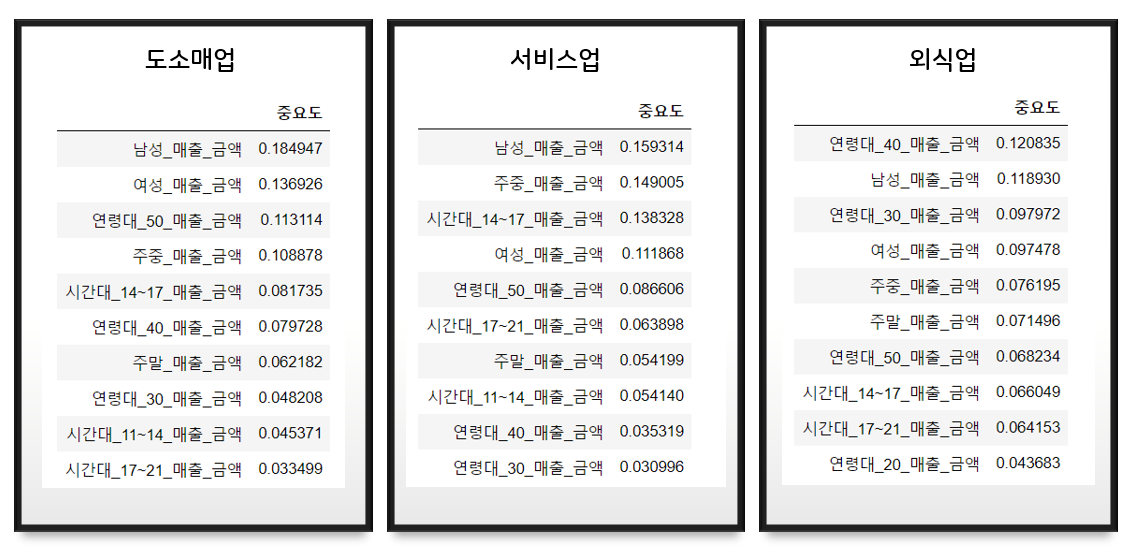 도소매업
중요도
남성_매출_금액 0.184947
여성_매출_금액 0.136926
연령대_50_매출_금액 0.113114
주중_매출_금액 0.108878
시간대_14~17_매출_금액 0.081735
연령대_40_매출_금액 0.079728
주말_매출_금액 0.062182
연령대_30_매출_금액 0.048208
시간대_11~14_매출_금액 0.045371
시간대_17~21_매출_금액 0.033499
서비스업
중요도
남성_매출_금액 0.159314
주중_매출_금액 0.149005
시간대_14~17_매출_금액 0.138328
여성_매출_금액 0.111868
연령대_50_매출_금액 0.086606
시간대_17~21_매출_금액 0.063898
주말_매출_금액 0.054199
시간대_11~14_매출_금액 0.054140
연령대_40_매출_금액 0.035319
연령대_30_매출_금액 0.030996
외식업
중요도
연령대_40_매출_금액 0.120835
남성_매출_금액 0.118930
연령대_30_매출_금액 0.097972
여성_매출_금액 0.097478
주중_매출_금액 0.076195
주말_매출_금액 0.071496
연령대_50_매출_금액 0.068234
시간대_14~17_매출_금액 0.066049
시간대_17~21_매출_금액 0.064153
연령대_20_매출_금액 0.043683